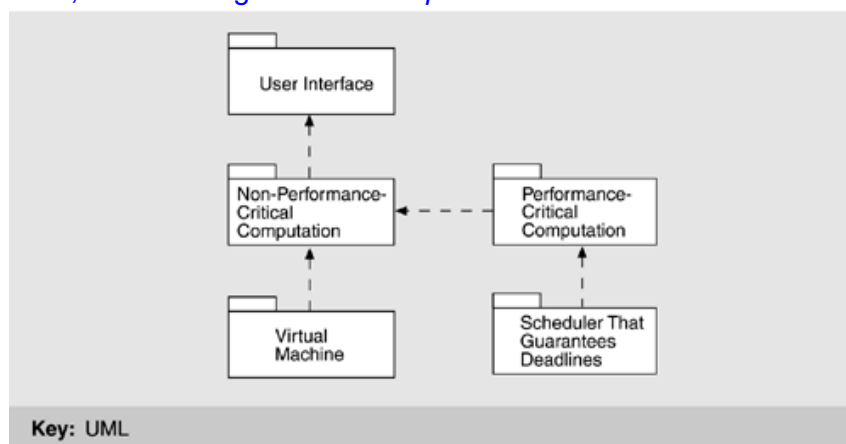 User Interface
Non-Performance-
Critical
Computation
Performance-
Critical
Computation
Virtual
Machine
Scheduler That
Guarantees
Deadlines
Key: UML